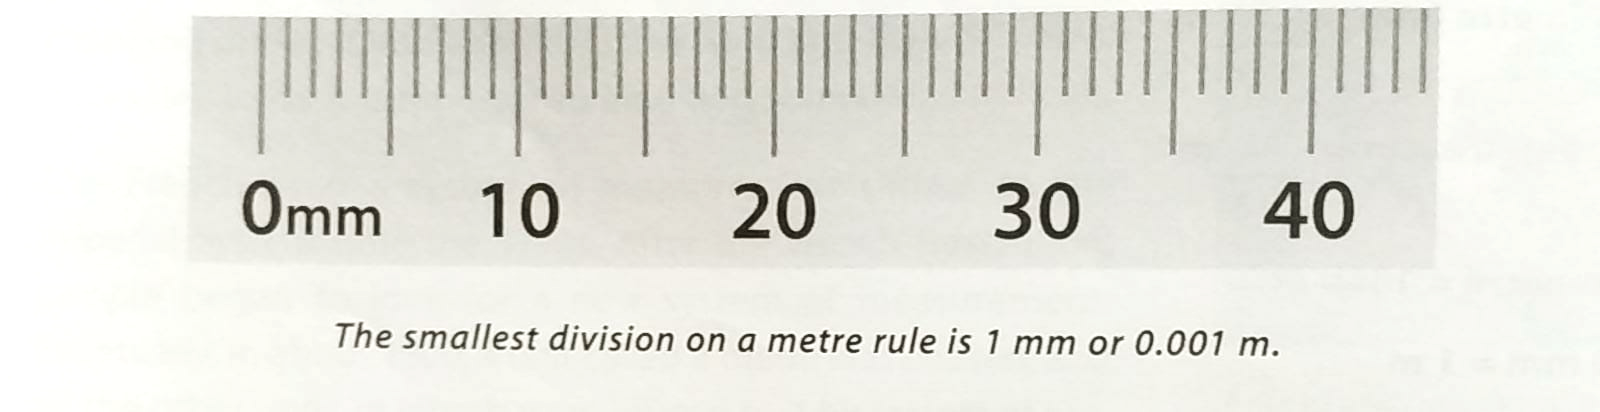 0mm 10 20 30 40
The smallest division on a metre rule is 1 mm or 0.001 m.